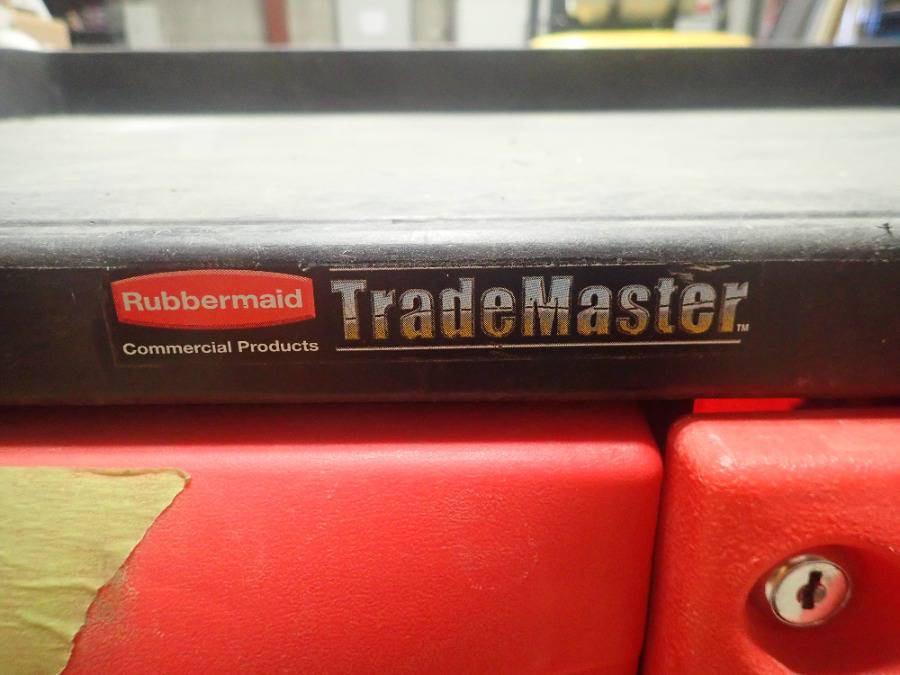 Rubbermaid
Commercial Products
TradeMaster™